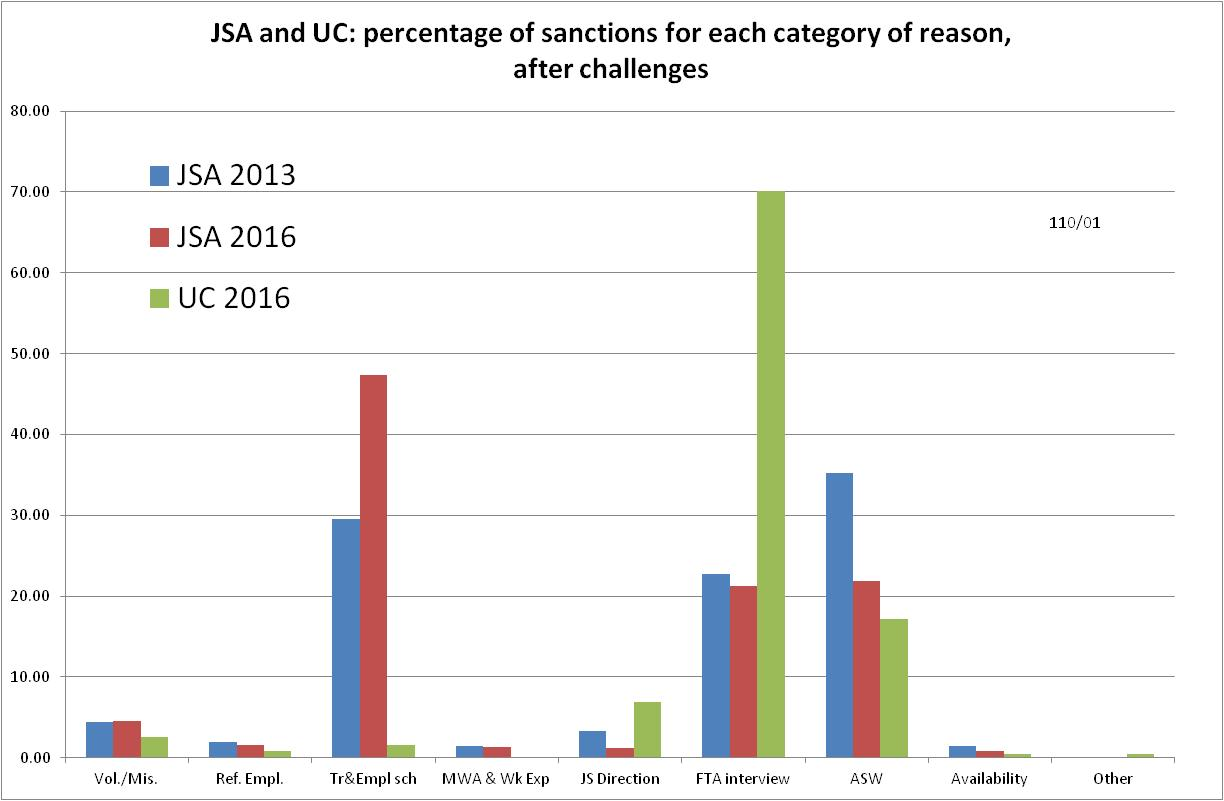 JSA and UC: percentage of sanctions for each category of reason,
after challenges
80.00
70.00
60.00
50.00
40.00
30.00
20.00
10.00
0.00
JSA 2013
JSA 2016
UC 2016
110/01
Vol./Mis.
Ref. Empl.
Tr&Empl sch
MWA & Wk Exp
JS Direction
FTA interview
ASW
Availability
Other